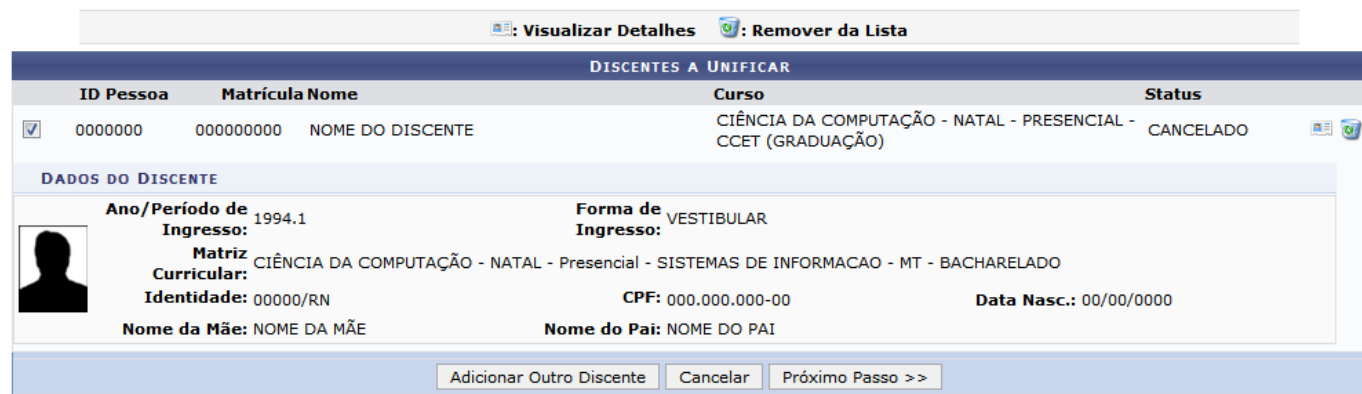 : Visualizar Detalhes : Remover da Lista
DISCENTES A UNIFICAR
ID Pessoa Matrícula Nome Curso Status
0000000 000000000 NOME DO DISCENTE CIÊNCIA DA COMPUTAÇÃO - NATAL - PRESENCIAL - CCET (GRADUAÇÃO) CANCELADO
DADOS DO DISCENTE
Ano/Período de Ingresso: 1994.1 Forma de Ingresso: VESTIBULAR
Matriz Curricular: CIÊNCIA DA COMPUTAÇÃO - NATAL - Presencial - SISTEMAS DE INFORMACAO - MT - BACHARELADO
Identidade: 00000/RN CPF: 000.000.000-00 Data Nasc.: 00/00/0000
Nome da Mãe: NOME DA MÃE Nome do Pai: NOME DO PAI
Adicionar Outro Discente Cancelar Próximo Passo >>